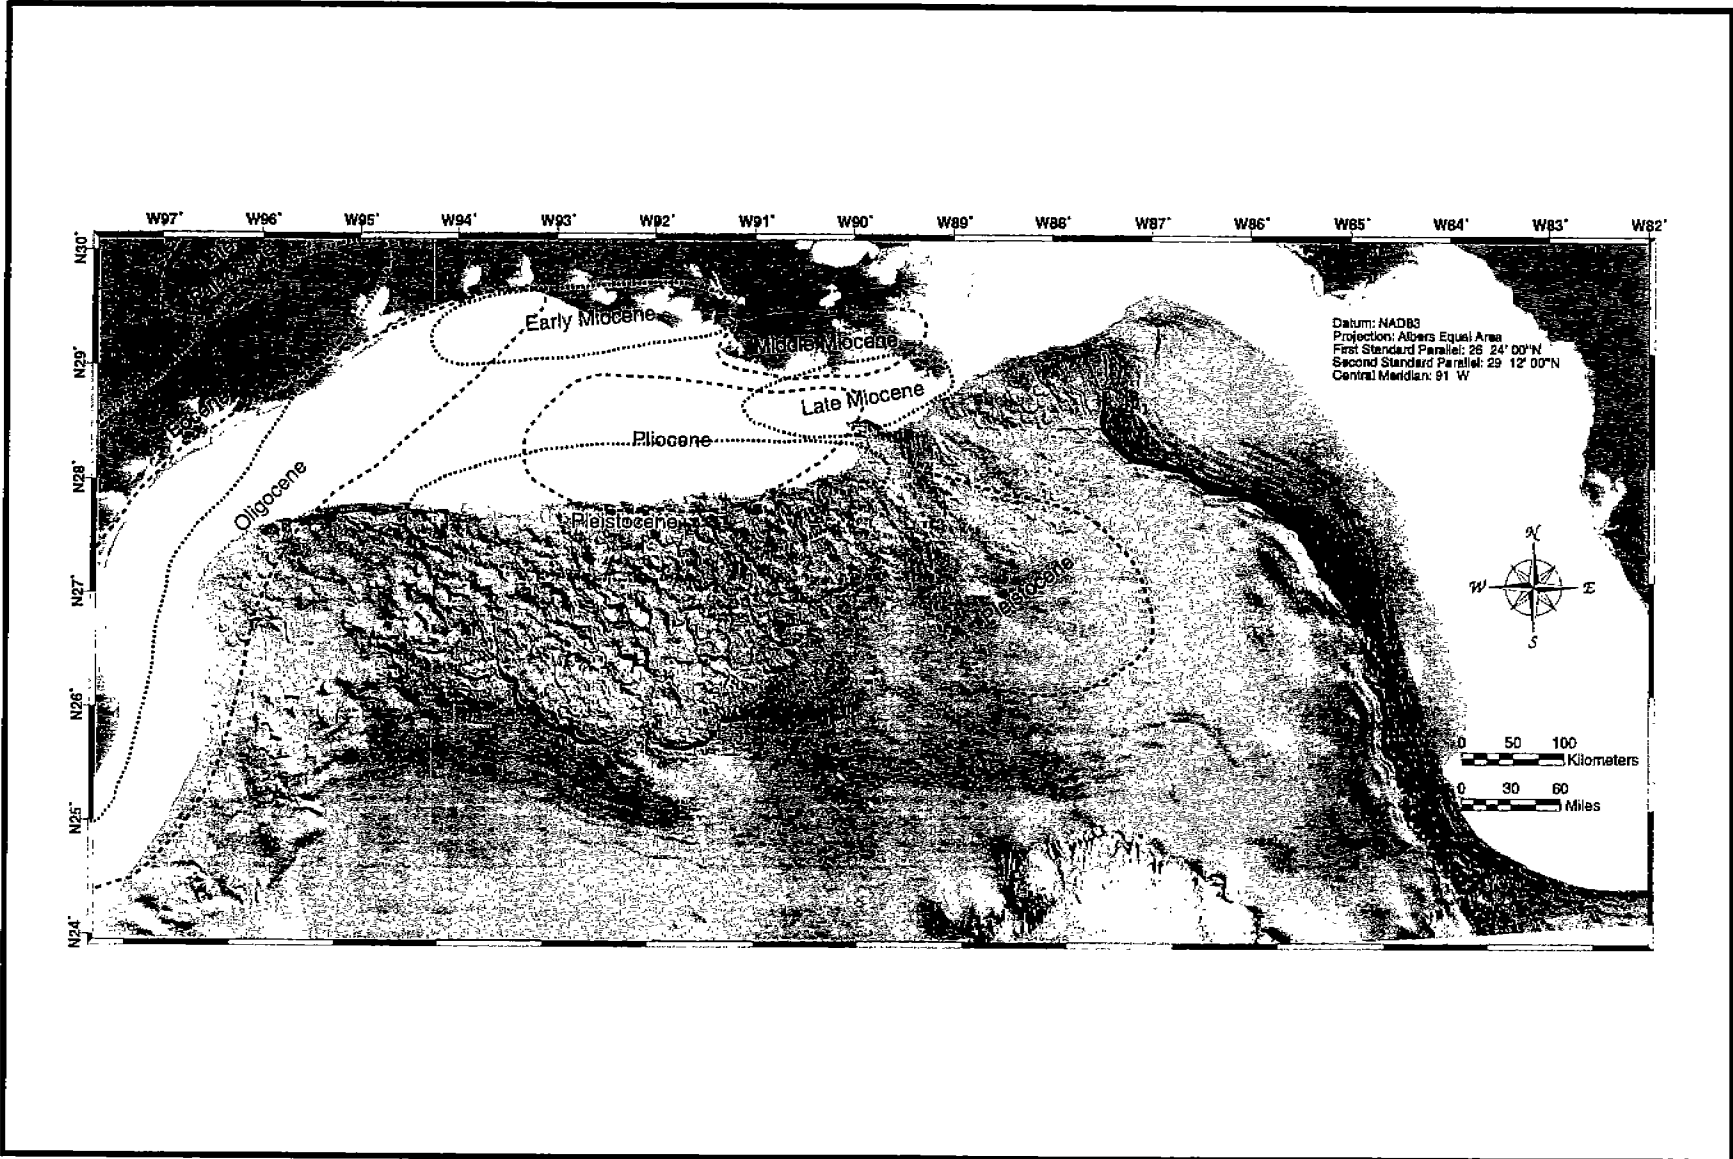 W97° W96° W95° W94° W93° W92° W91° W90° W89° W86° W87° W86° W85° W84° W83° W82°
N30°
N29°
N28°
N27°
N26°
N25°
N24°
Early Miocene
Middle Miocene
Late Miocene
Pliocene
Oligocene
Pleistocene
Datum: NAD83
Projection: Albers Equal Area
First Standard Parallel: 26 24' 00"N
Second Standard Parallel: 29 12' 00"N
Central Meridian: 91 W
N
W E
S
0 50 100
Kilometers
0 30 60
Miles